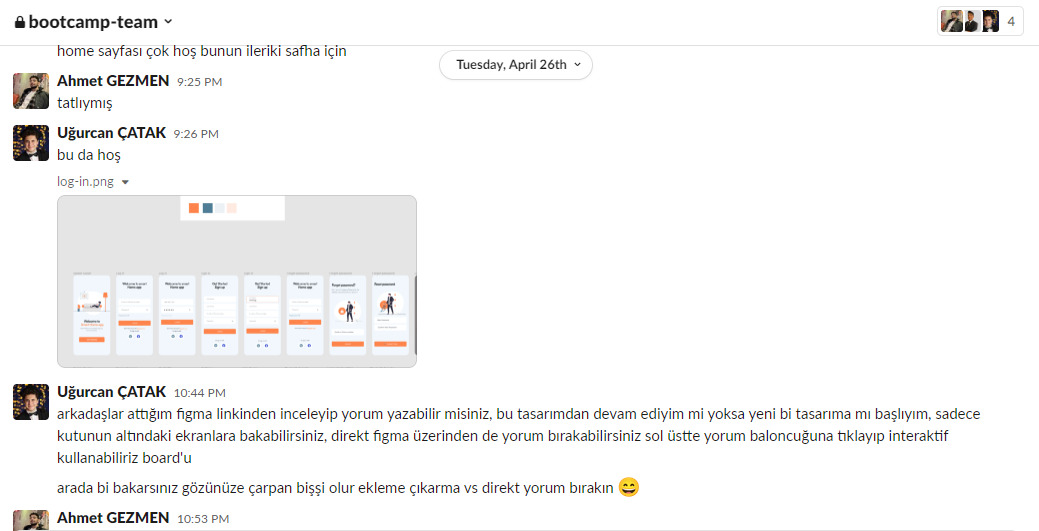 bootcamp-team
4
home sayfası çok hoş bunun ileriki safha için
Tuesday, April 26th
Ahmet GEZMEN 9:25 PM
tatlıymış
Uğurcan ÇATAK 9:26 PM
bu da hoş
log-in.png
Uğurcan ÇATAK 10:44 PM
arkadaşlar attığım figma linkinden inceleyip yorum yazabilir misiniz, bu tasarımdan devam ediyim mi yoksa yeni bi tasarıma mı başlıyım, sadece
kutunun altındaki ekranlara bakabilirsiniz, direkt figma üzerinden de yorum bırakabilirsiniz sol üstte yorum baloncuğuna tıklayıp interaktif
kullanabiliriz board'u
arada bi bakarsınız gözünüze çarpan bişşi olur ekleme çıkarma vs direkt yorum bırakın 😄
Ahmet GEZMEN 10:53 PM